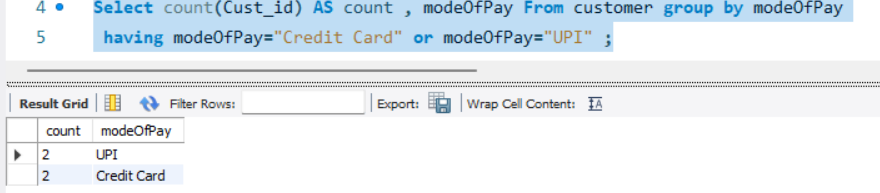 4 Select count(Cust_id) AS count , modeOfPay From customer group by modeOfPay
5 having modeOfPay="Credit Card" or modeOfPay="UPI" ;
Result Grid Filter Rows: Export: Wrap Cell Content: IA
count modeOfPay
2 UPI
2 Credit Card